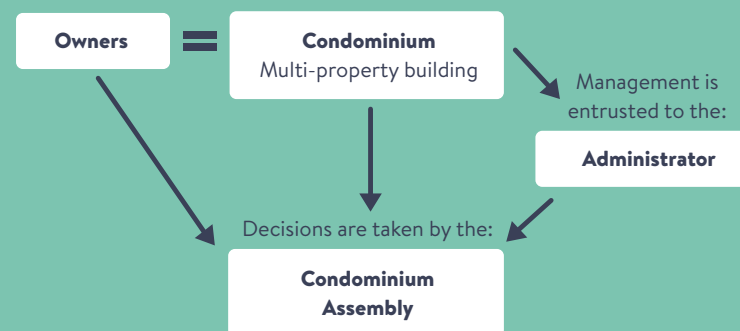 Owners
=
Condominium
Multi-property building
Management is
entrusted to the:
Administrator
Decisions are taken by the:
Condominium
Assembly